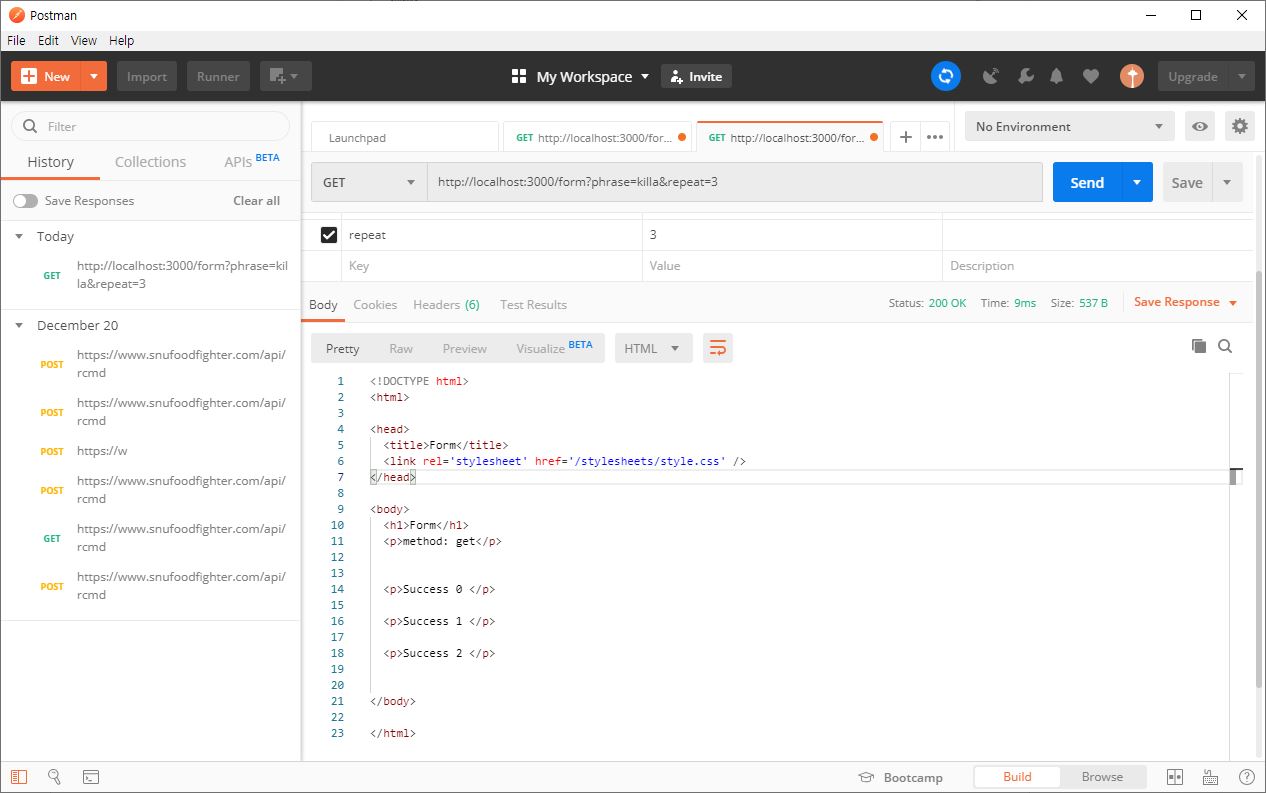 Postman
File Edit View Help
New Import Runner My Workspace Invite Upgrade
Filter
History Collections APIs BETA
Save Responses Clear all
Today
GET http://localhost:3000/form?phrase=kil
la&repeat=3
December 20
POST https://www.snufoodfighter.com/api/
rcmd
POST https://www.snufoodfighter.com/api/
rcmd
POST https://w
POST https://www.snufoodfighter.com/api/
rcmd
GET https://www.snufoodfighter.com/api/
rcmd
POST https://www.snufoodfighter.com/api/
rcmd
Launchpad GET http://localhost:3000/for... GET http://localhost:3000/for... No Environment
GET http://localhost:3000/form?phrase=killa&repeat=3 Send Save
repeat 3
Key Value Description
Body Cookies Headers (6) Test Results Status: 200 OK Time: 9ms Size: 537 B Save Response
Pretty Raw Preview Visualize BETA HTML
1 <!DOCTYPE html>
2 <html>
3
4 <head>
5 <title>Form</title>
6 <link rel='stylesheet' href='/stylesheets/style.css' />
7 </head>
8
9 <body>
10 <h1>Form</h1>
11 <p>method: get</p>
12
13
14 <p>Success 0 </p>
15
16 <p>Success 1 </p>
17
18 <p>Success 2 </p>
19
20
21 </body>
22
23 </html>
Bootcamp Build Browse